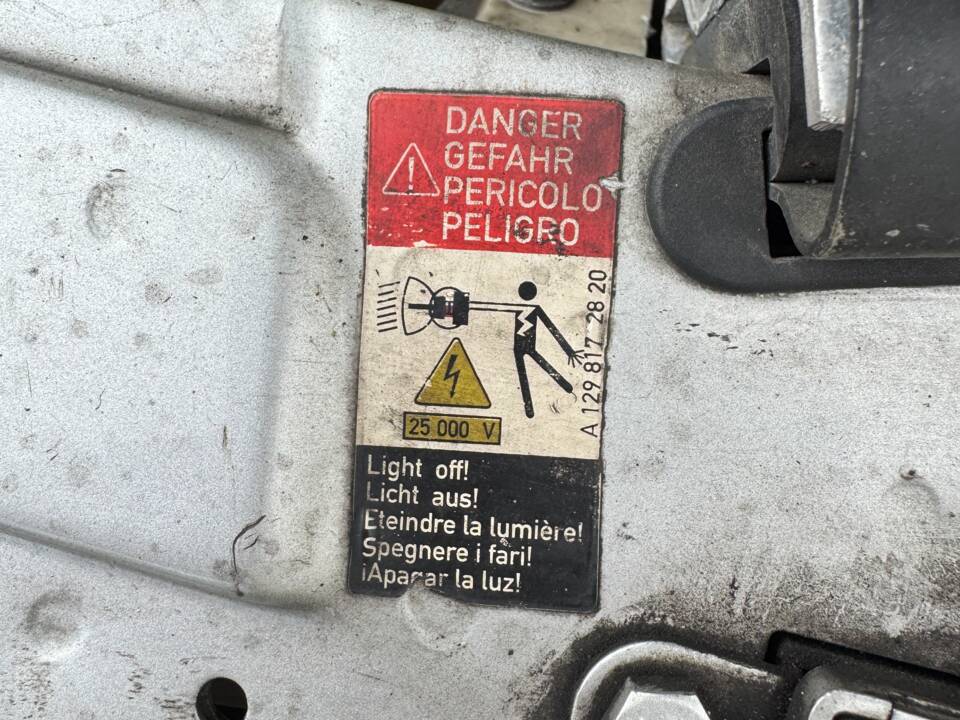 DANGER
GEFAHR
PERICOLO
PELIGRO
A 129 817 28 20
25 000 V
Light off!
Licht aus!
Eteindre la lumière!
Spegnere i fari!
¡Apagar la luz!